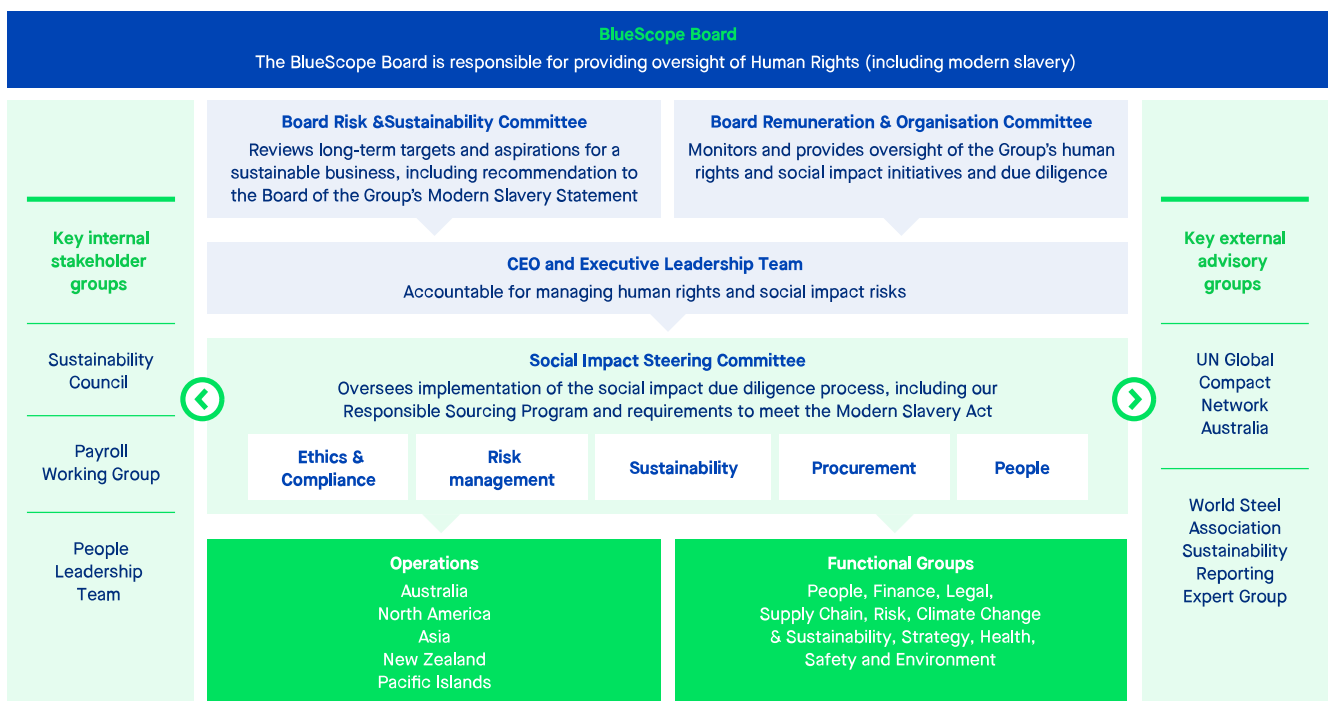 BlueScope Board
The BlueScope Board is responsible for providing oversight of Human Rights (including modern slavery)
Key internal
stakeholder
groups
Sustainability
Council
Payroll
Working Group
People
Leadership
Team
Board Risk &Sustainability Committee
Reviews long-term targets and aspirations for a
sustainable business, including recommendation to
the Board of the Group's Modern Slavery Statement
Board Remuneration & Organisation Committee
Monitors and provides oversight of the Group's human
rights and social impact initiatives and due diligence
CEO and Executive Leadership Team
Accountable for managing human rights and social impact risks
Social Impact Steering Committee
Oversees implementation of the social impact due diligence process, including our
Responsible Sourcing Program and requirements to meet the Modern Slavery Act
Ethics &
Compliance
Risk
management
Sustainability
Procurement
People
Operations
Australia
North America
Asia
New Zealand
Pacific Islands
Functional Groups
People, Finance, Legal,
Supply Chain, Risk, Climate Change
& Sustainability, Strategy, Health,
Safety and Environment
Key external
advisory
groups
UN Global
Compact
Network
Australia
World Steel
Association
Sustainability
Reporting
Expert Group